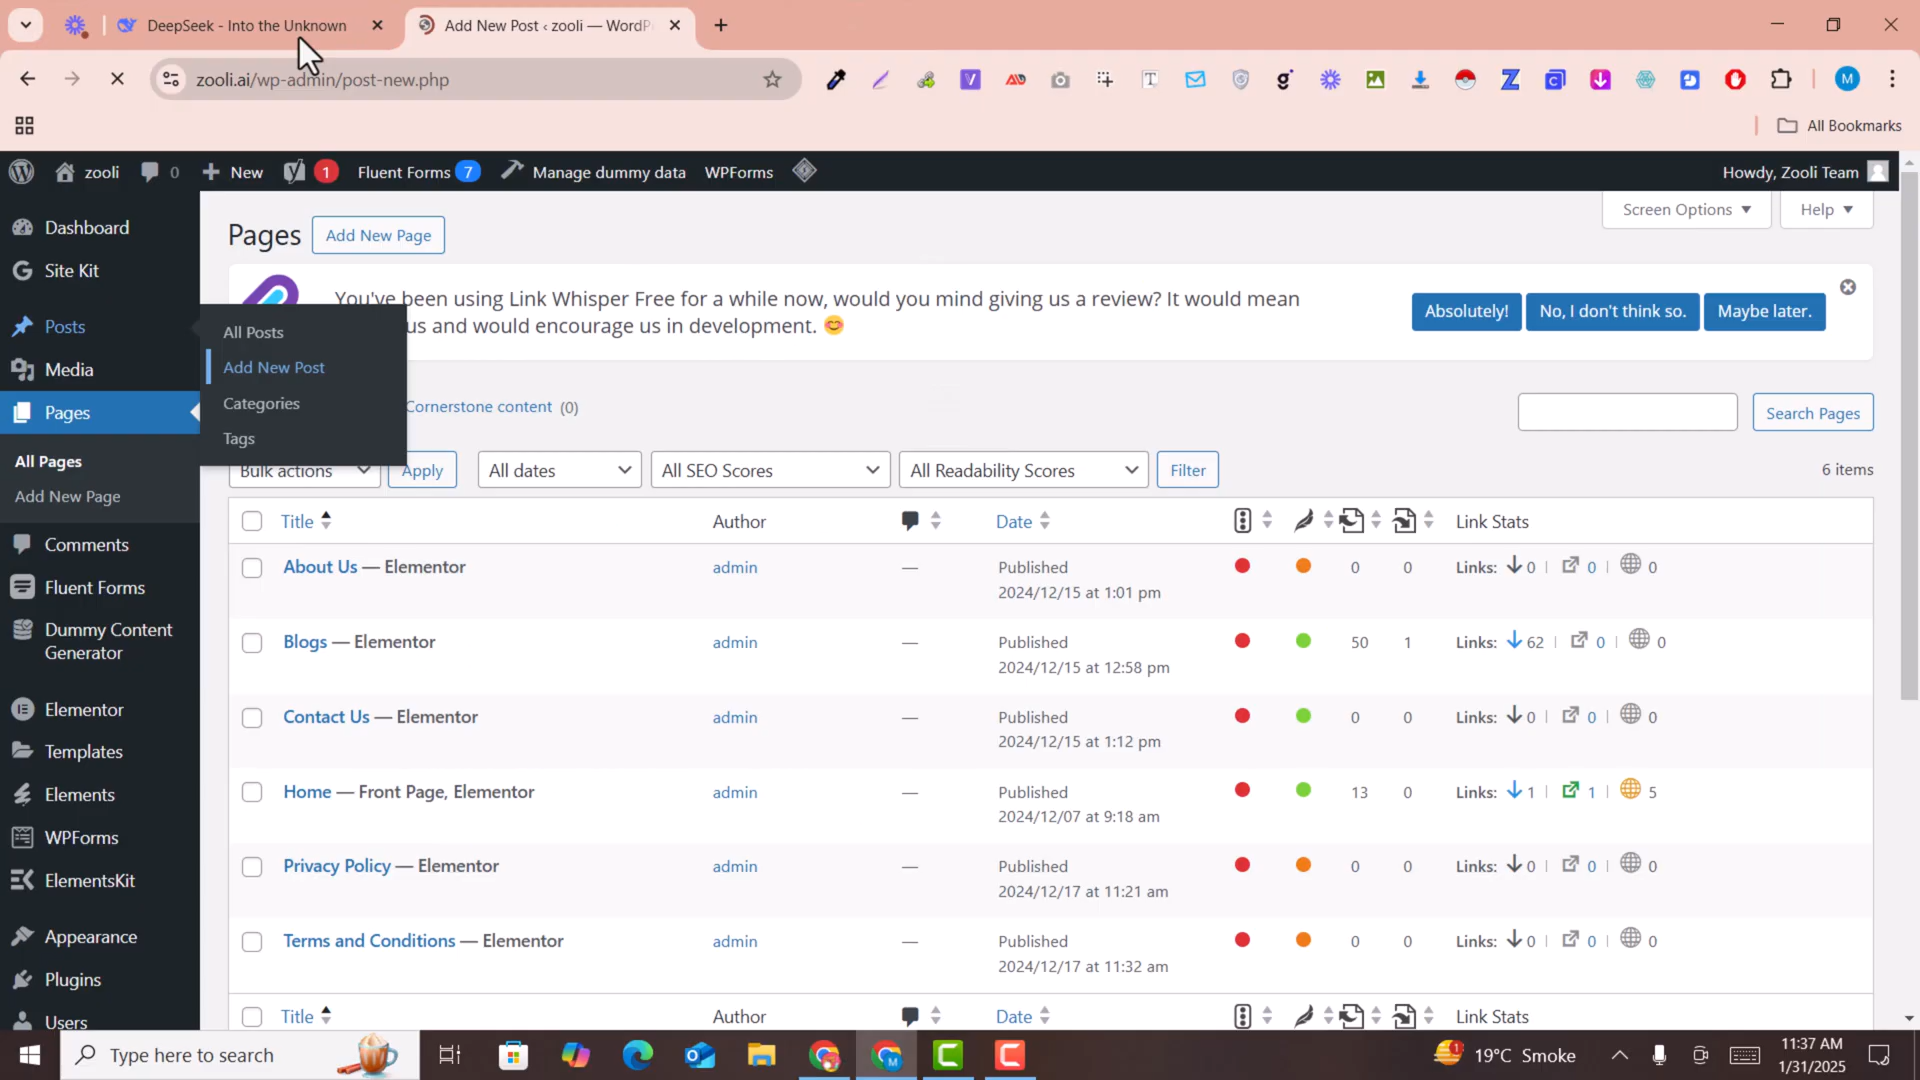 DeepSeek - Into the Unknown
Add New Post ‹ zooli — WordP
zooli.ai/wp-admin/post-new.php
All Bookmarks
zooli 0 New 1 Fluent Forms 7 Manage dummy data WPForms Howdy, Zooli Team
Screen Options Help
Dashboard
Site Kit
Posts
Media
Pages
All Pages
Add New Page
Comments
Fluent Forms
Dummy Content
Generator
Elementor
Templates
Elements
WPForms
ElementsKit
Appearance
Plugins
Users
All Posts
Add New Post
Categories
Tags
Pages Add New Page
You've been using Link Whisper Free for a while now, would you mind giving us a review? It would mean
us and would encourage us in development. 😊
Absolutely! No, I don't think so. Maybe later.
Cornerstone content (0)
Search Pages
Bulk actions Apply All dates All SEO Scores All Readability Scores Filter 6 items
Title Author Date Link Stats
About Us — Elementor admin — Published 0 0 Links: 0 | 0 | 0
2024/12/15 at 1:01 pm
Blogs — Elementor admin — Published 50 1 Links: 62 | 0 | 0
2024/12/15 at 12:58 pm
Contact Us — Elementor admin — Published 0 0 Links: 0 | 0 | 0
2024/12/15 at 1:12 pm
Home — Front Page, Elementor admin — Published 13 0 Links: 1 | 1 | 5
2024/12/07 at 9:18 am
Privacy Policy — Elementor admin — Published 0 0 Links: 0 | 0 | 0
2024/12/17 at 11:21 am
Terms and Conditions — Elementor admin — Published 0 0 Links: 0 | 0 | 0
2024/12/17 at 11:32 am
Title Author Date Link Stats
Type here to search
19°C Smoke
11:37 AM
1/31/2025